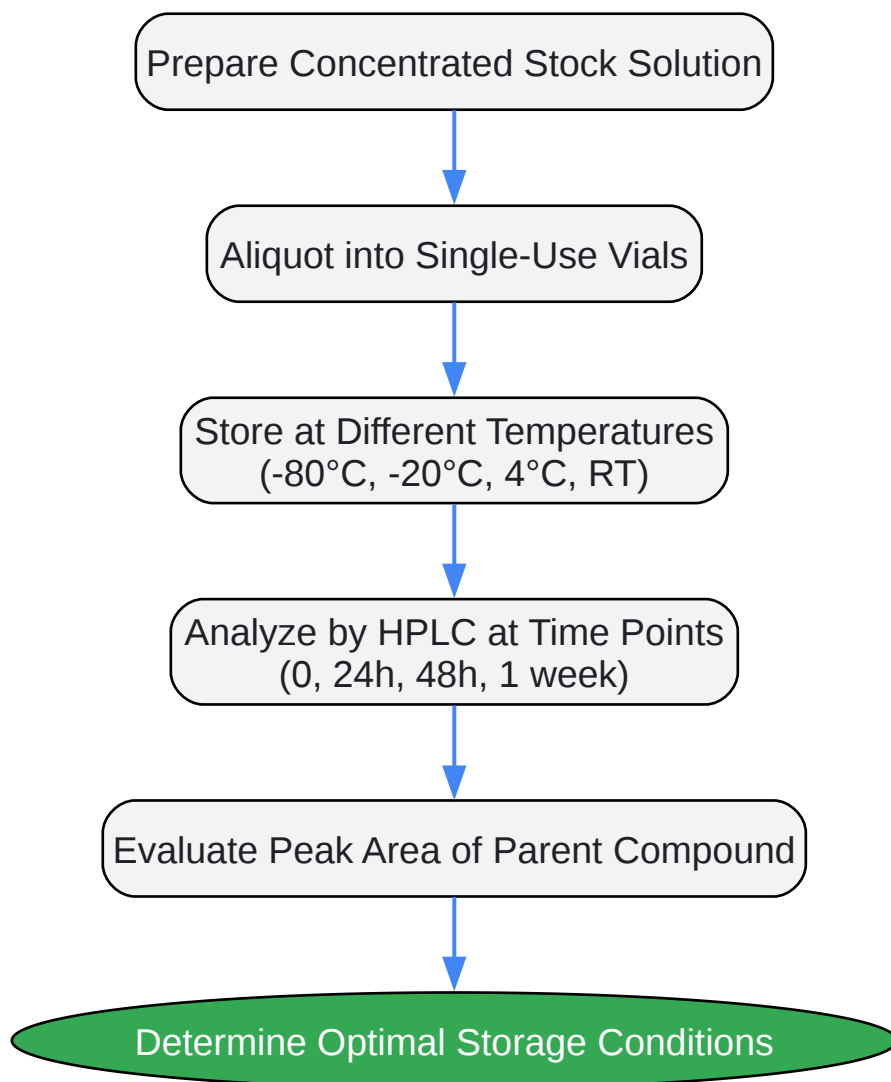 Prepare Concentrated Stock Solution
Aliquot into Single-Use Vials
Store at Different Temperatures
(-80°C, -20°C, 4°C, RT)
Analyze by HPLC at Time Points
(0, 24h, 48h, 1 week)
Evaluate Peak Area of Parent Compound
Determine Optimal Storage Conditions